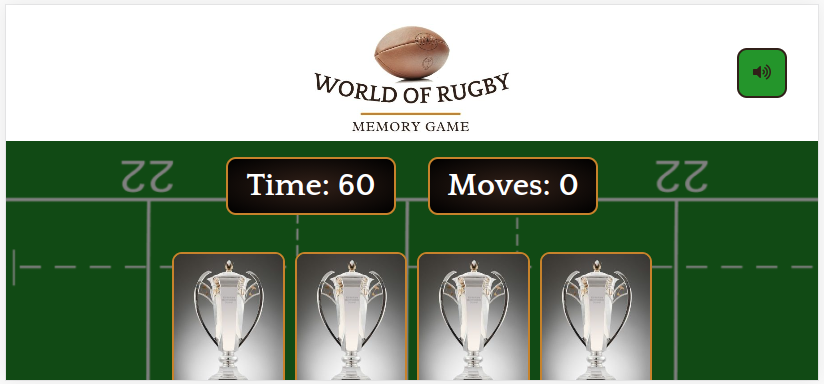 WORLD OF RUGBY
MEMORY GAME
22
Time: 60
Moves: 0
22